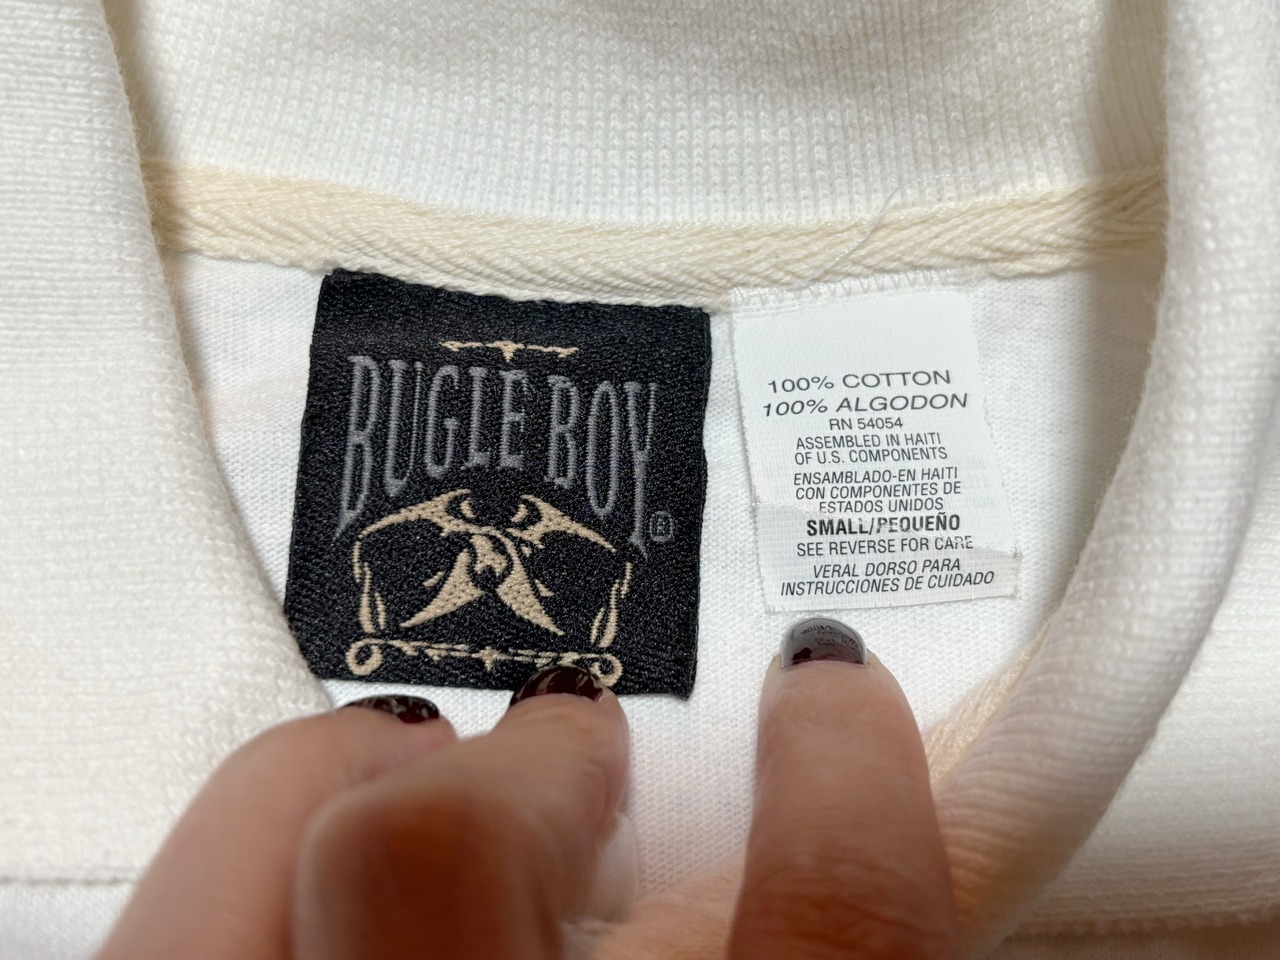 BUGLE BOY
®
100% COTTON
100% ALGODON
RN 54054
ASSEMBLED IN HAITI
OF U.S. COMPONENTS
ENSAMBLADO-EN HAITI
CON COMPONENTES DE
ESTADOS UNIDOS
SMALL/PEQUEÑO
SEE REVERSE FOR CARE
VERAL DORSO PARA
INSTRUCCIONES DE CUIDADO